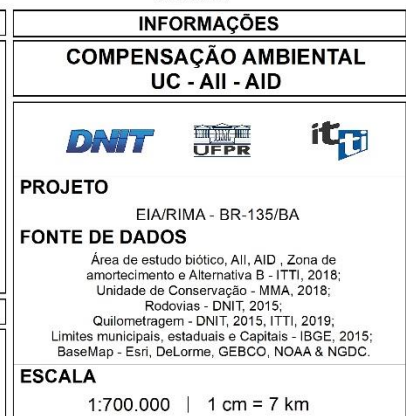 INFORMAÇÕES
COMPENSAÇÃO AMBIENTAL
UC - AII - AID
DNIT
UFPR
itti
PROJETO
EIA/RIMA - BR-135/BA
FONTE DE DADOS
Área de estudo biótico, AII, AID , Zona de
amortecimento e Alternativa B - ITTI, 2018;
Unidade de Conservação - MMA, 2018;
Rodovias - DNIT, 2015;
Quilometragem - DNIT, 2015, ITTI, 2019;
Limites municipais, estaduais e Capitais - IBGE, 2015;
BaseMap - Esri, DeLorme, GEBCO, NOAA & NGDC.
ESCALA
1:700.000 | 1 cm = 7 km